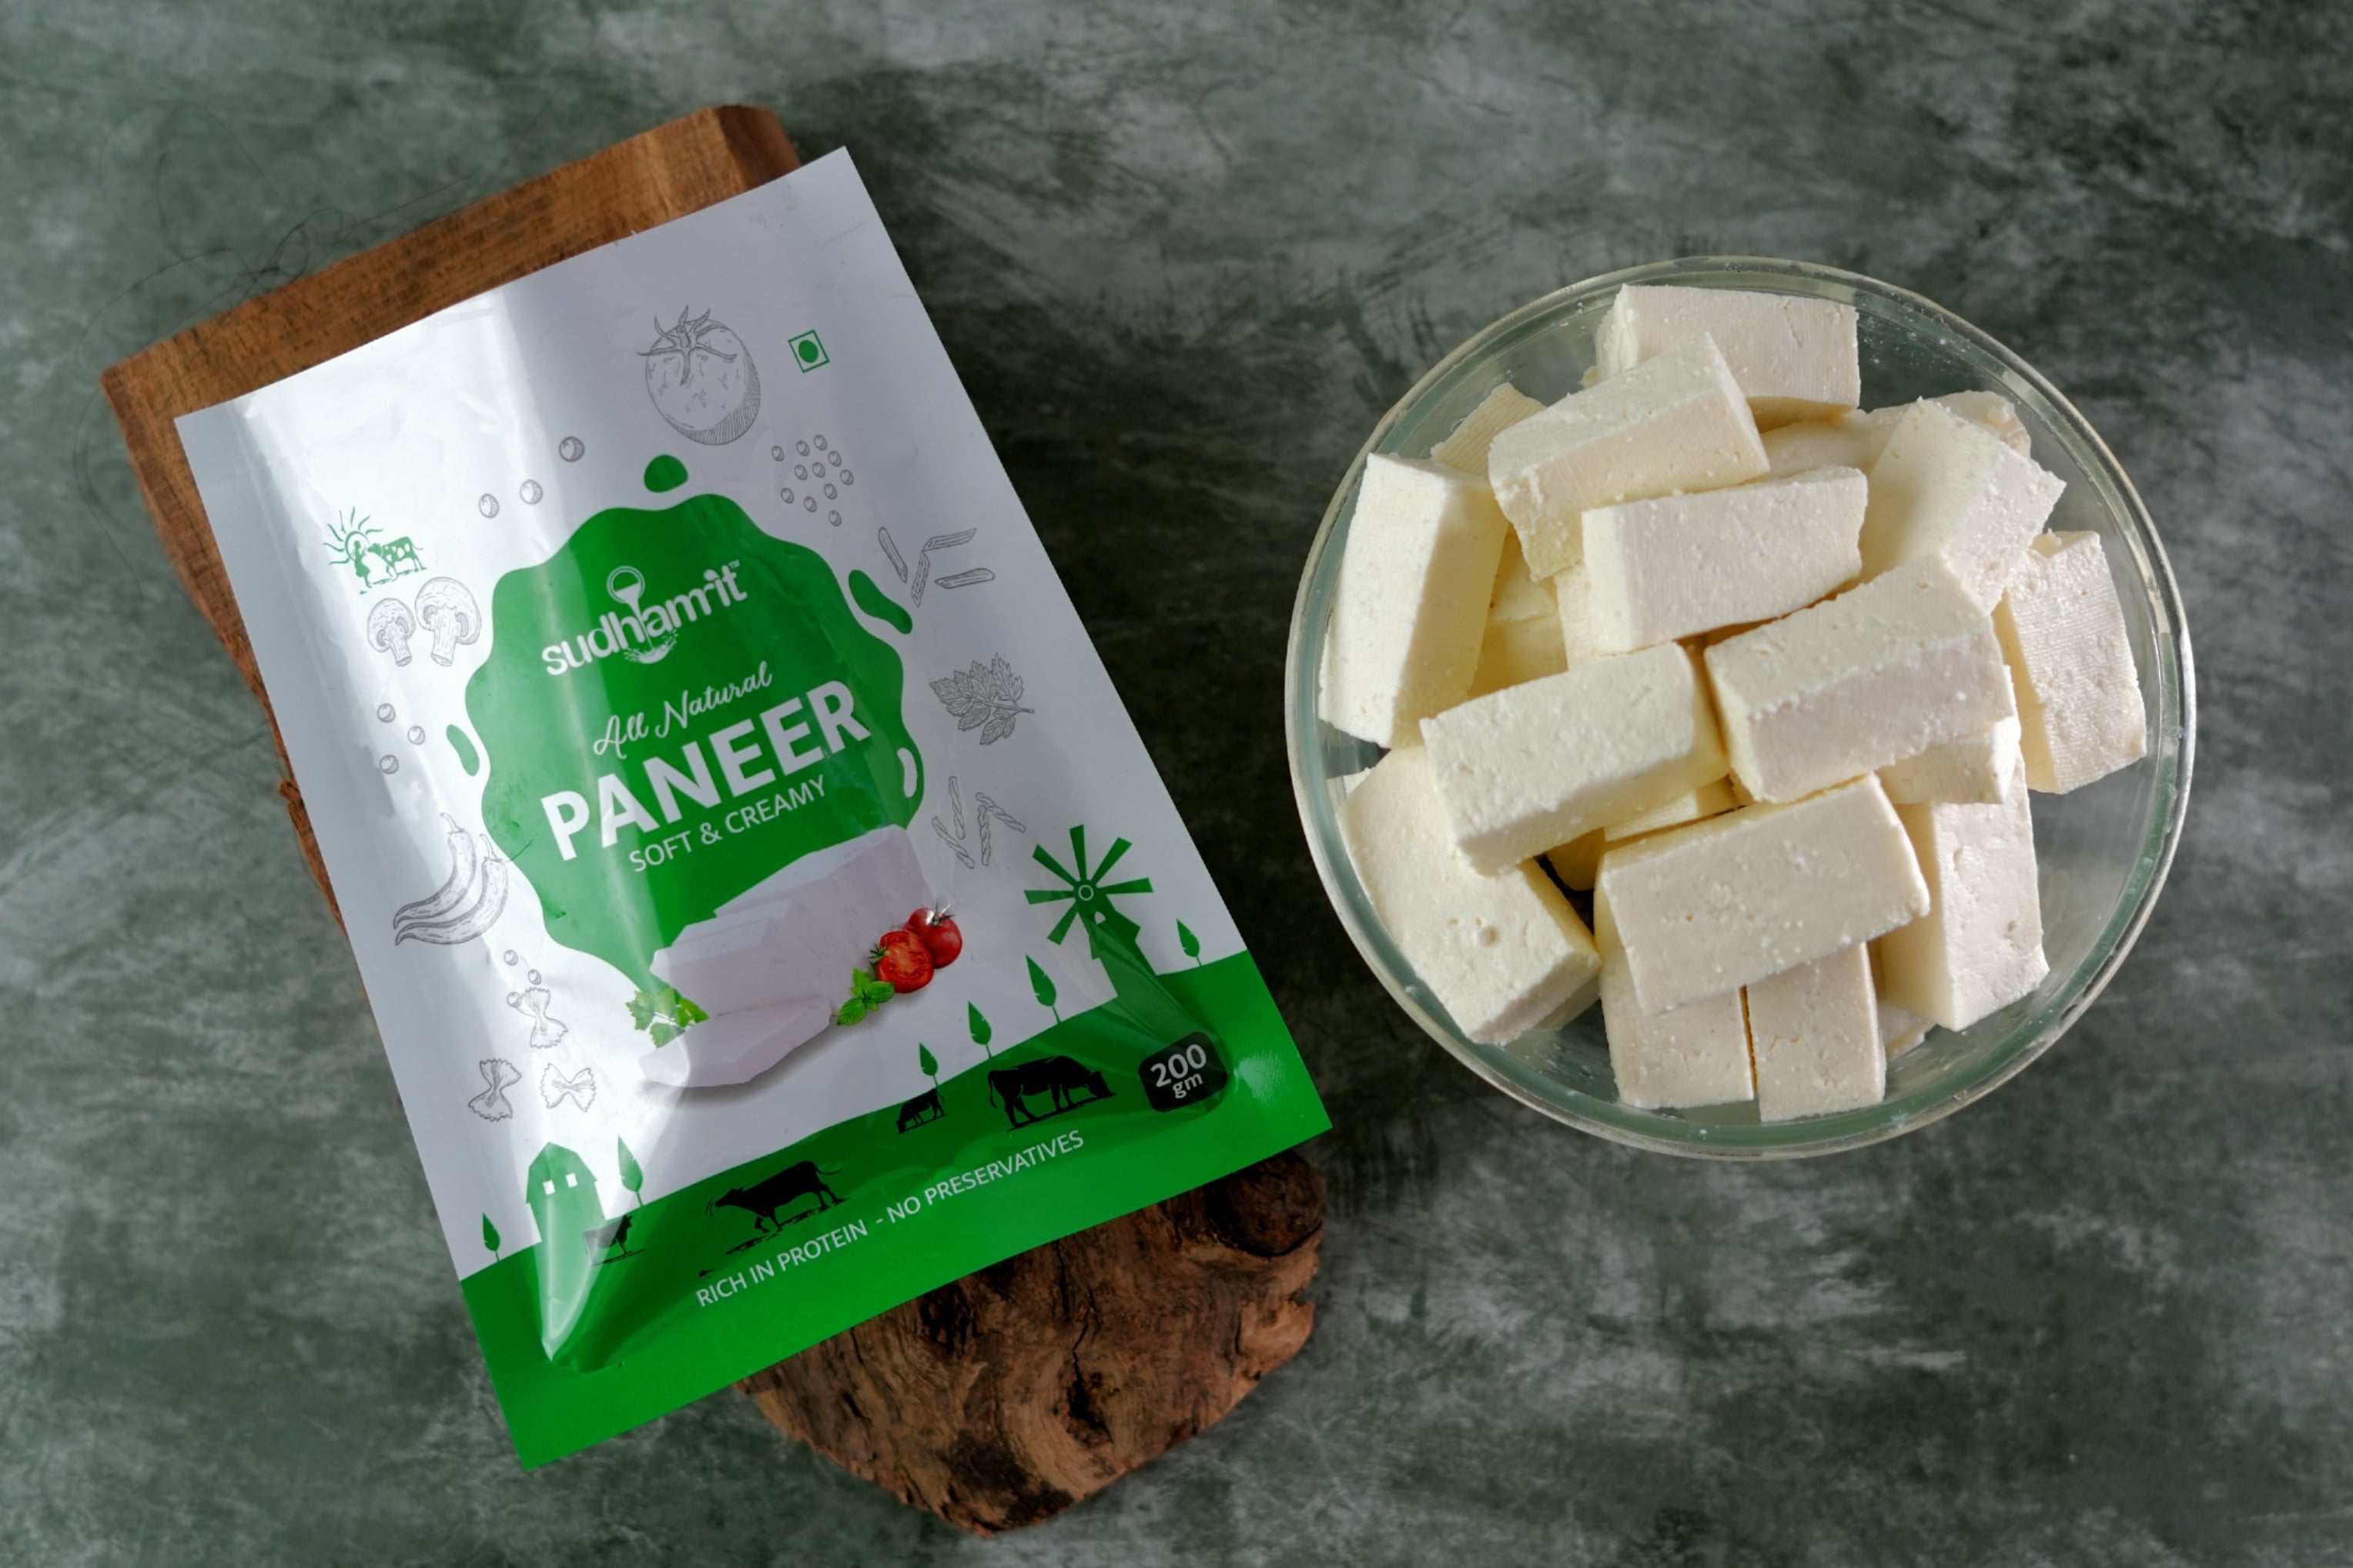 sudhamrit™
All Natural
PANEER
SOFT & CREAMY
200
gm
RICH IN PROTEIN - NO PRESERVATIVES